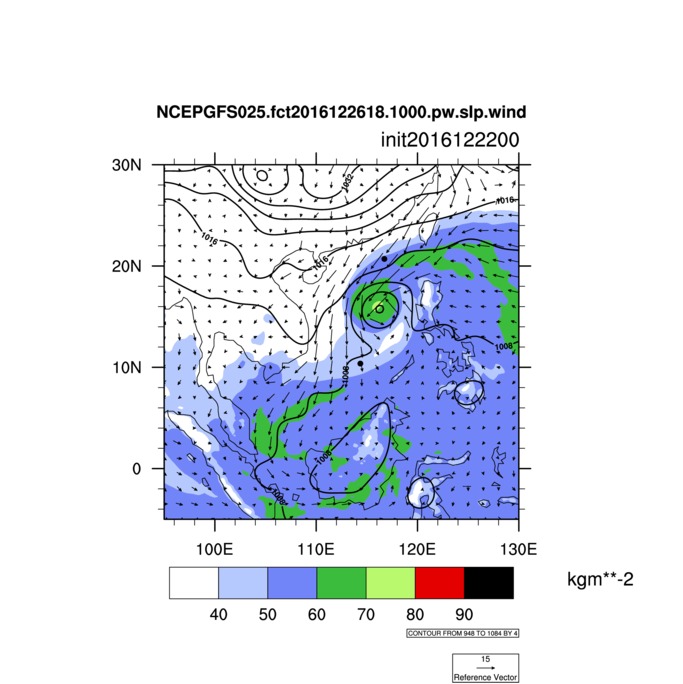 NCEPGFS025.fct2016122618.1000.pw.slp.wind
init2016122200
30N
20N
10N
0
1032
1016
1016
1016
1008
1008
1008
1008
100E 110E 120E 130E
40 50 60 70 80 90
kgm**-2
CONTOUR FROM 948 TO 1084 BY 4
15
Reference Vector